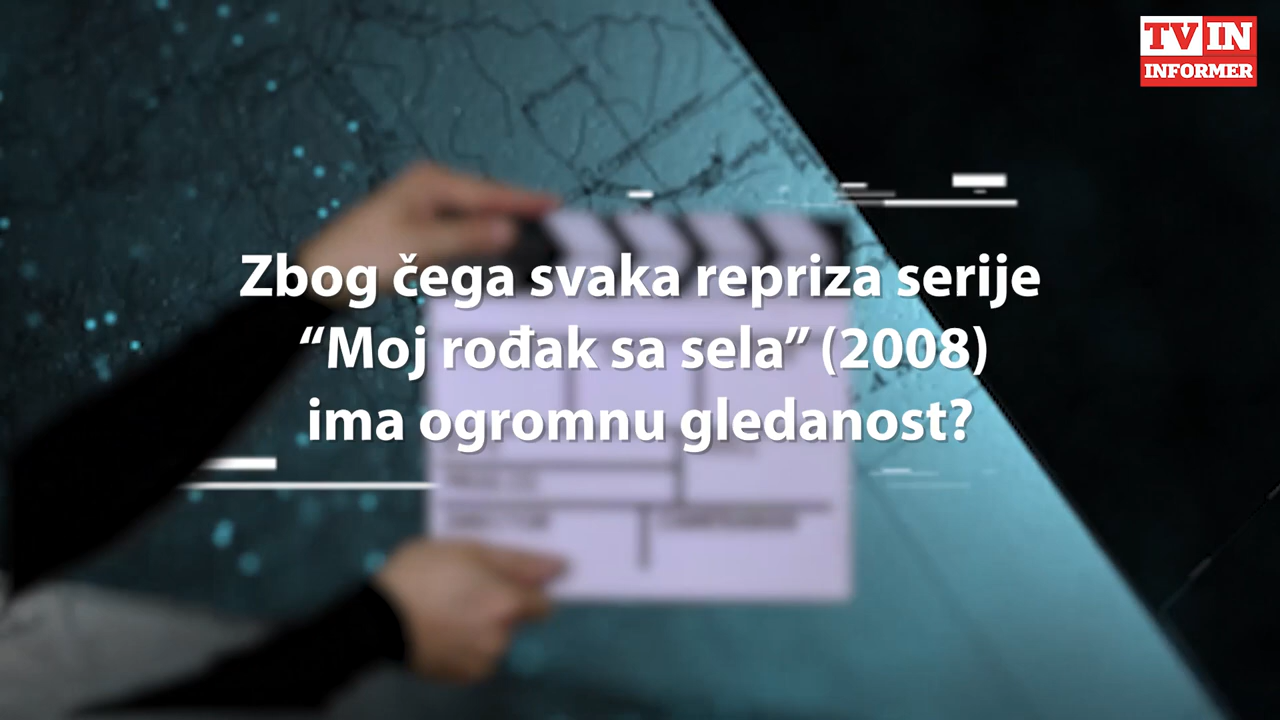 TV IN
INFORMER
Zbog čega svaka repriza serije
“Moj rođak sa sela” (2008)
ima ogromnu gledanost?